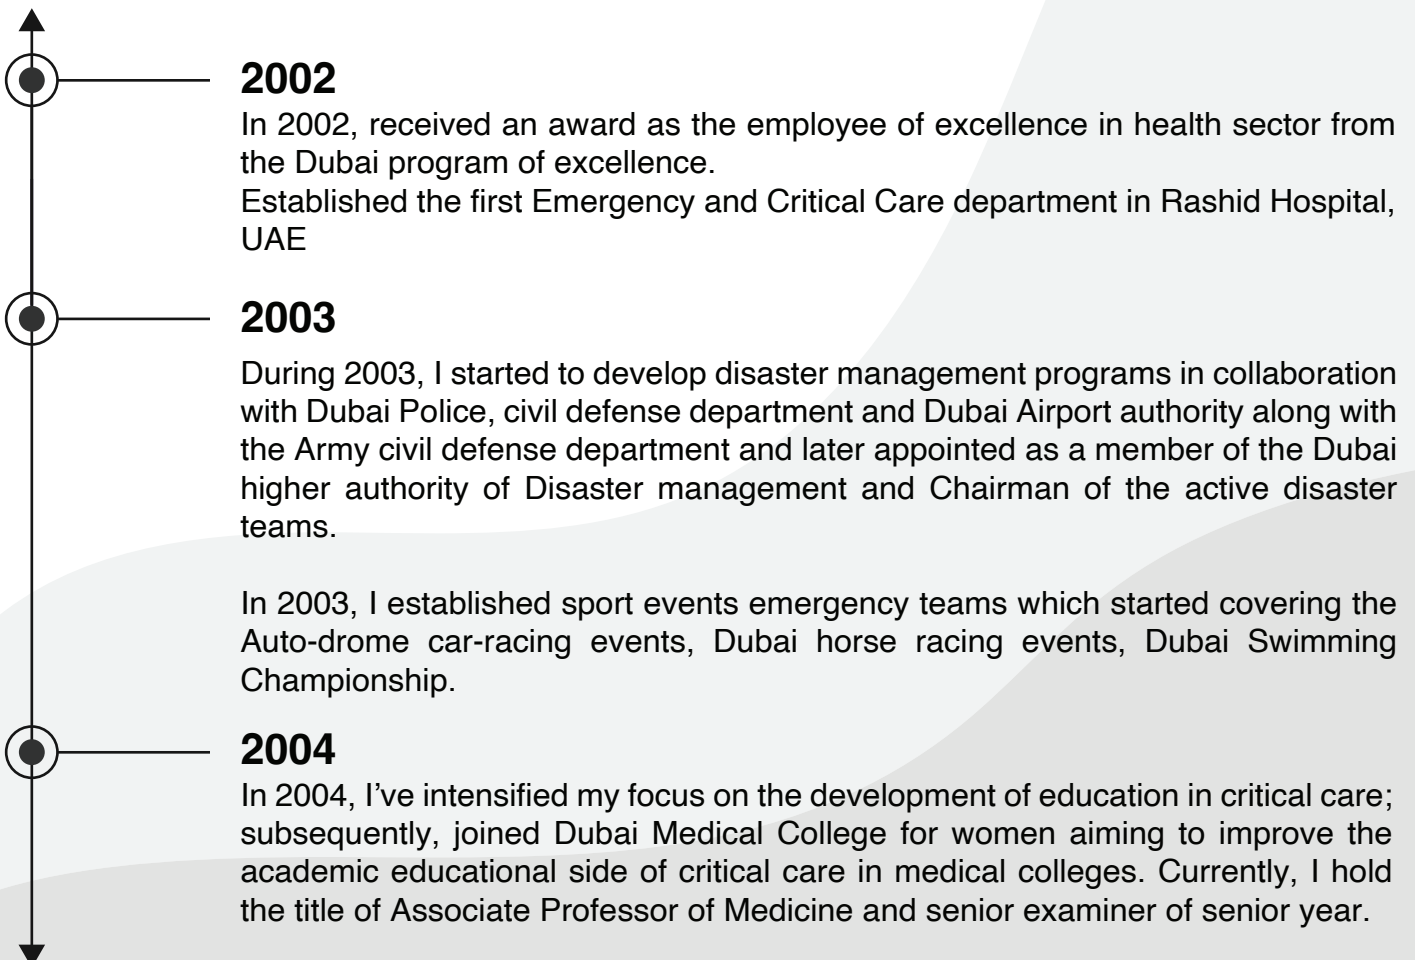 2002
In 2002, received an award as the employee of excellence in health sector from
the Dubai program of excellence.
Established the first Emergency and Critical Care department in Rashid Hospital,
UAE
2003
During 2003, I started to develop disaster management programs in collaboration
with Dubai Police, civil defense department and Dubai Airport authority along with
the Army civil defense department and later appointed as a member of the Dubai
higher authority of Disaster management and Chairman of the active disaster
teams.
In 2003, I established sport events emergency teams which started covering the
Auto-drome car-racing events, Dubai horse racing events, Dubai Swimming
Championship.
2004
In 2004, I’ve intensified my focus on the development of education in critical care;
subsequently, joined Dubai Medical College for women aiming to improve the
academic educational side of critical care in medical colleges. Currently, I hold
the title of Associate Professor of Medicine and senior examiner of senior year.